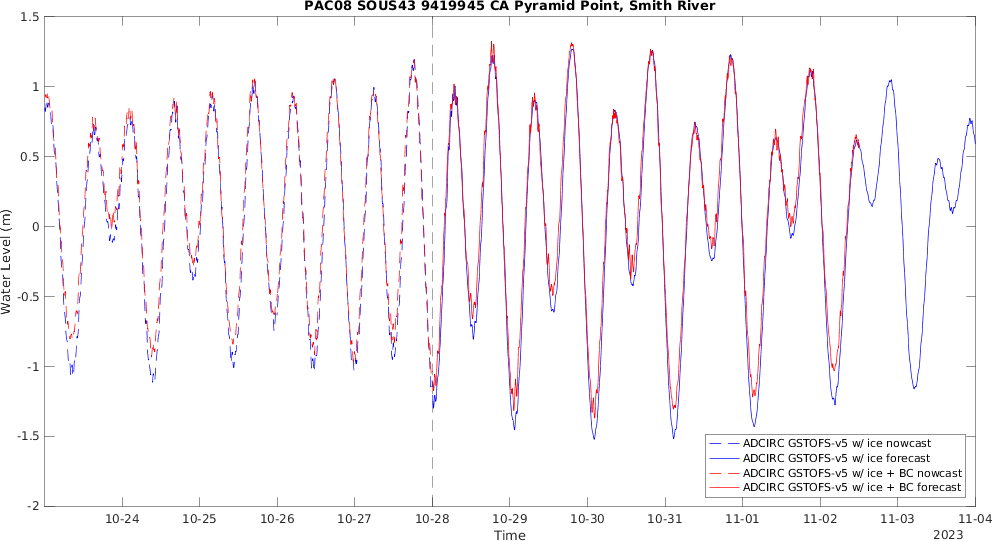 PAC08 SOUS43 9419945 CA Pyramid Point, Smith River
1.5
1
0.5
0
-0.5
-1
-1.5
-2
Water Level (m)
10-24 10-25 10-26 10-27 10-28 10-29 10-30 10-31 11-01 11-02 11-03 11-04
Time
2023
ADCIRC GSTOFS-v5 w/ ice nowcast
ADCIRC GSTOFS-v5 w/ ice forecast
ADCIRC GSTOFS-v5 w/ ice + BC nowcast
ADCIRC GSTOFS-v5 w/ ice + BC forecast